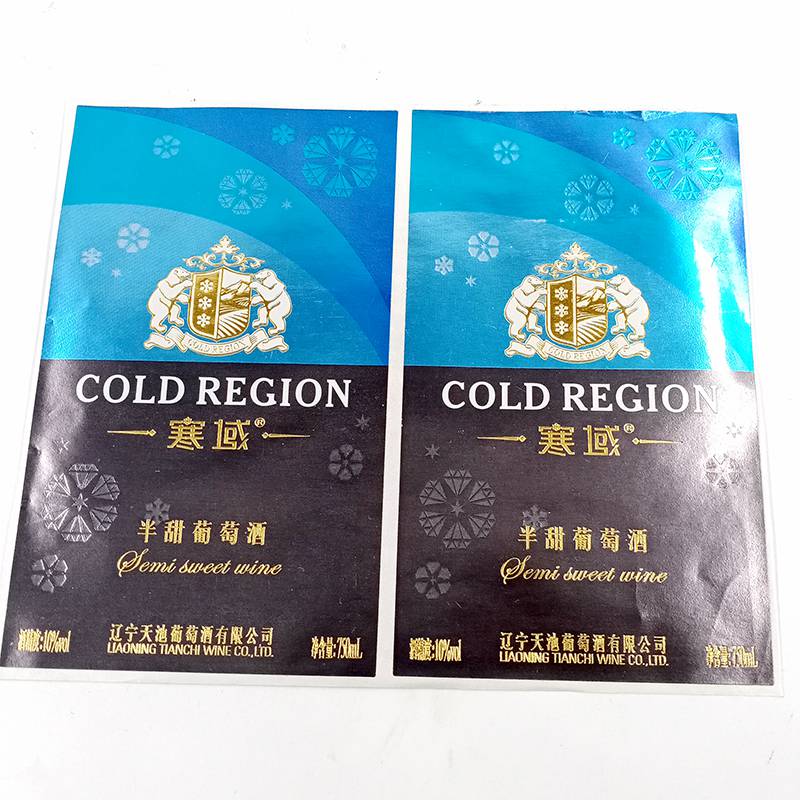 COLD REGION
COLD REGION
寒域®
半甜葡萄酒
Semi sweet wine
酒精度:10%vol
辽宁天池葡萄酒有限公司
LIAONING TIANCHI WINE CO.,LTD.
净含量:750mL
COLD REGION
COLD REGION
寒域®
半甜葡萄酒
Semi sweet wine
酒精度:10%vol
辽宁天池葡萄酒有限公司
LIAONING TIANCHI WINE CO.,LTD.
净含量:750mL